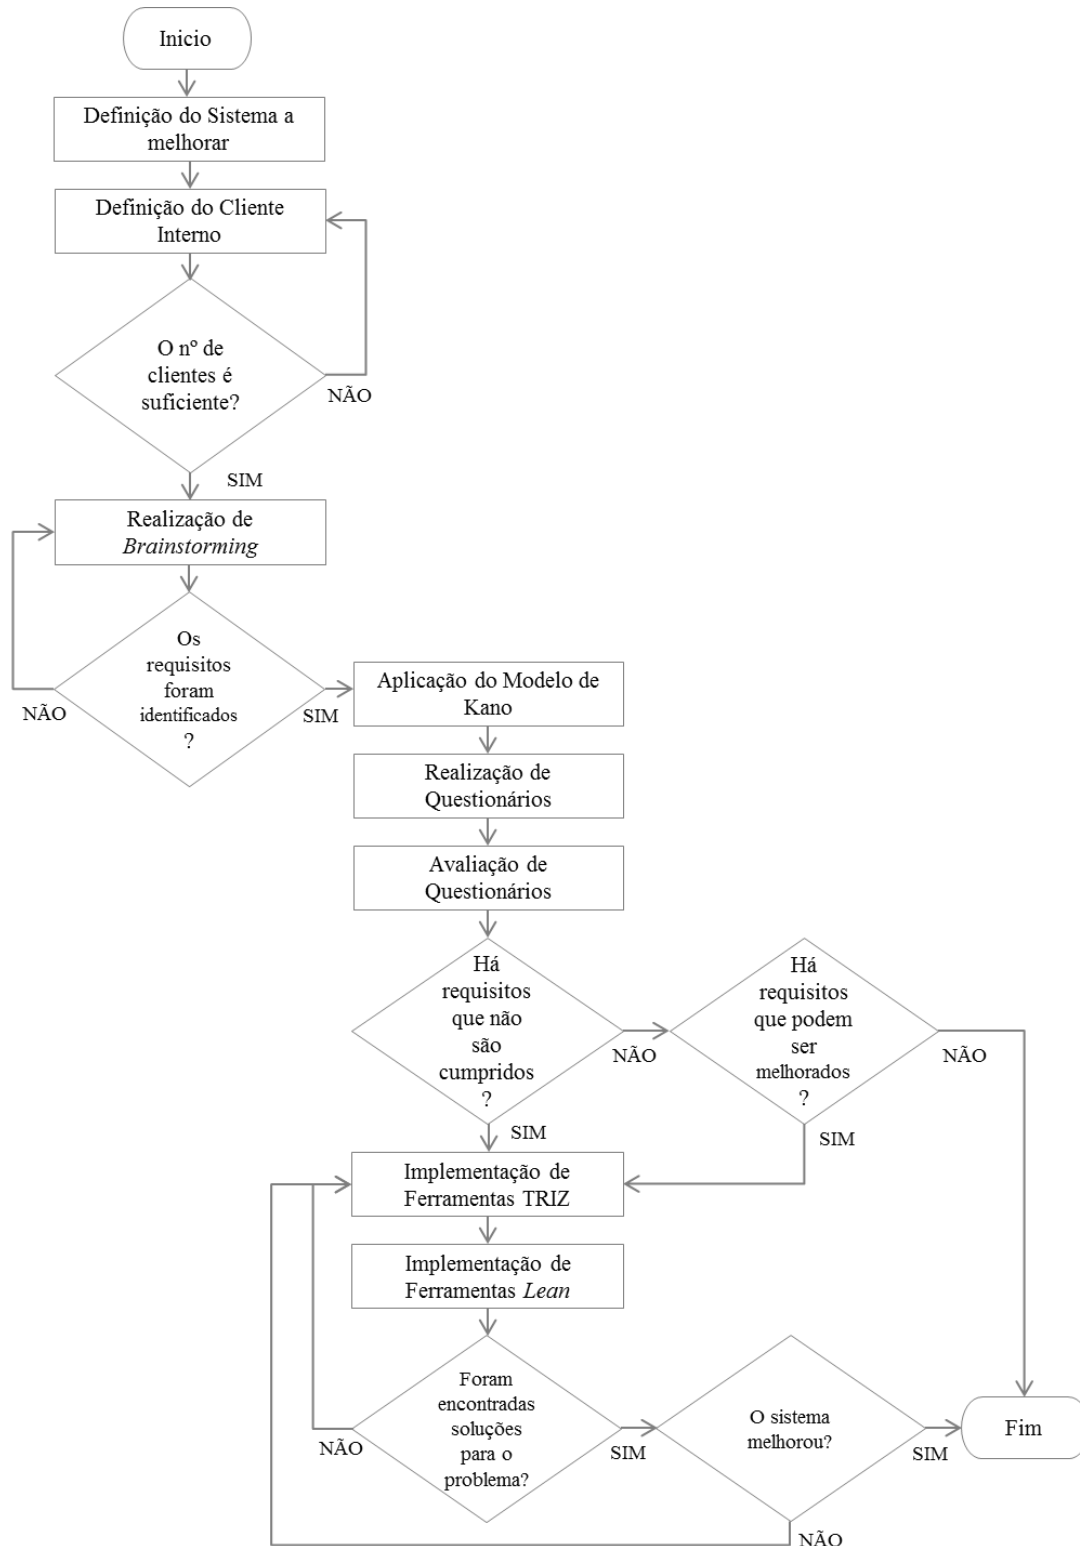 Inicio
Definição do Sistema a
melhorar
Definição do Cliente
Interno
O nº de
clientes é
suficiente?
NÃO
SIM
Realização de
Brainstorming
Os
requisitos
foram
identificados
?
NÃO
SIM
Aplicação do Modelo de
Kano
Realização de
Questionários
Avaliação de
Questionários
Há
requisitos
que não
são
cumpridos
?
NÃO
SIM
Há
requisitos
que podem
ser
melhorados
?
NÃO
SIM
Implementação de
Ferramentas TRIZ
Implementação de
Ferramentas Lean
Foram
encontradas
soluções
para o
problema?
NÃO
SIM
O sistema
melhorou?
SIM
NÃO
Fim